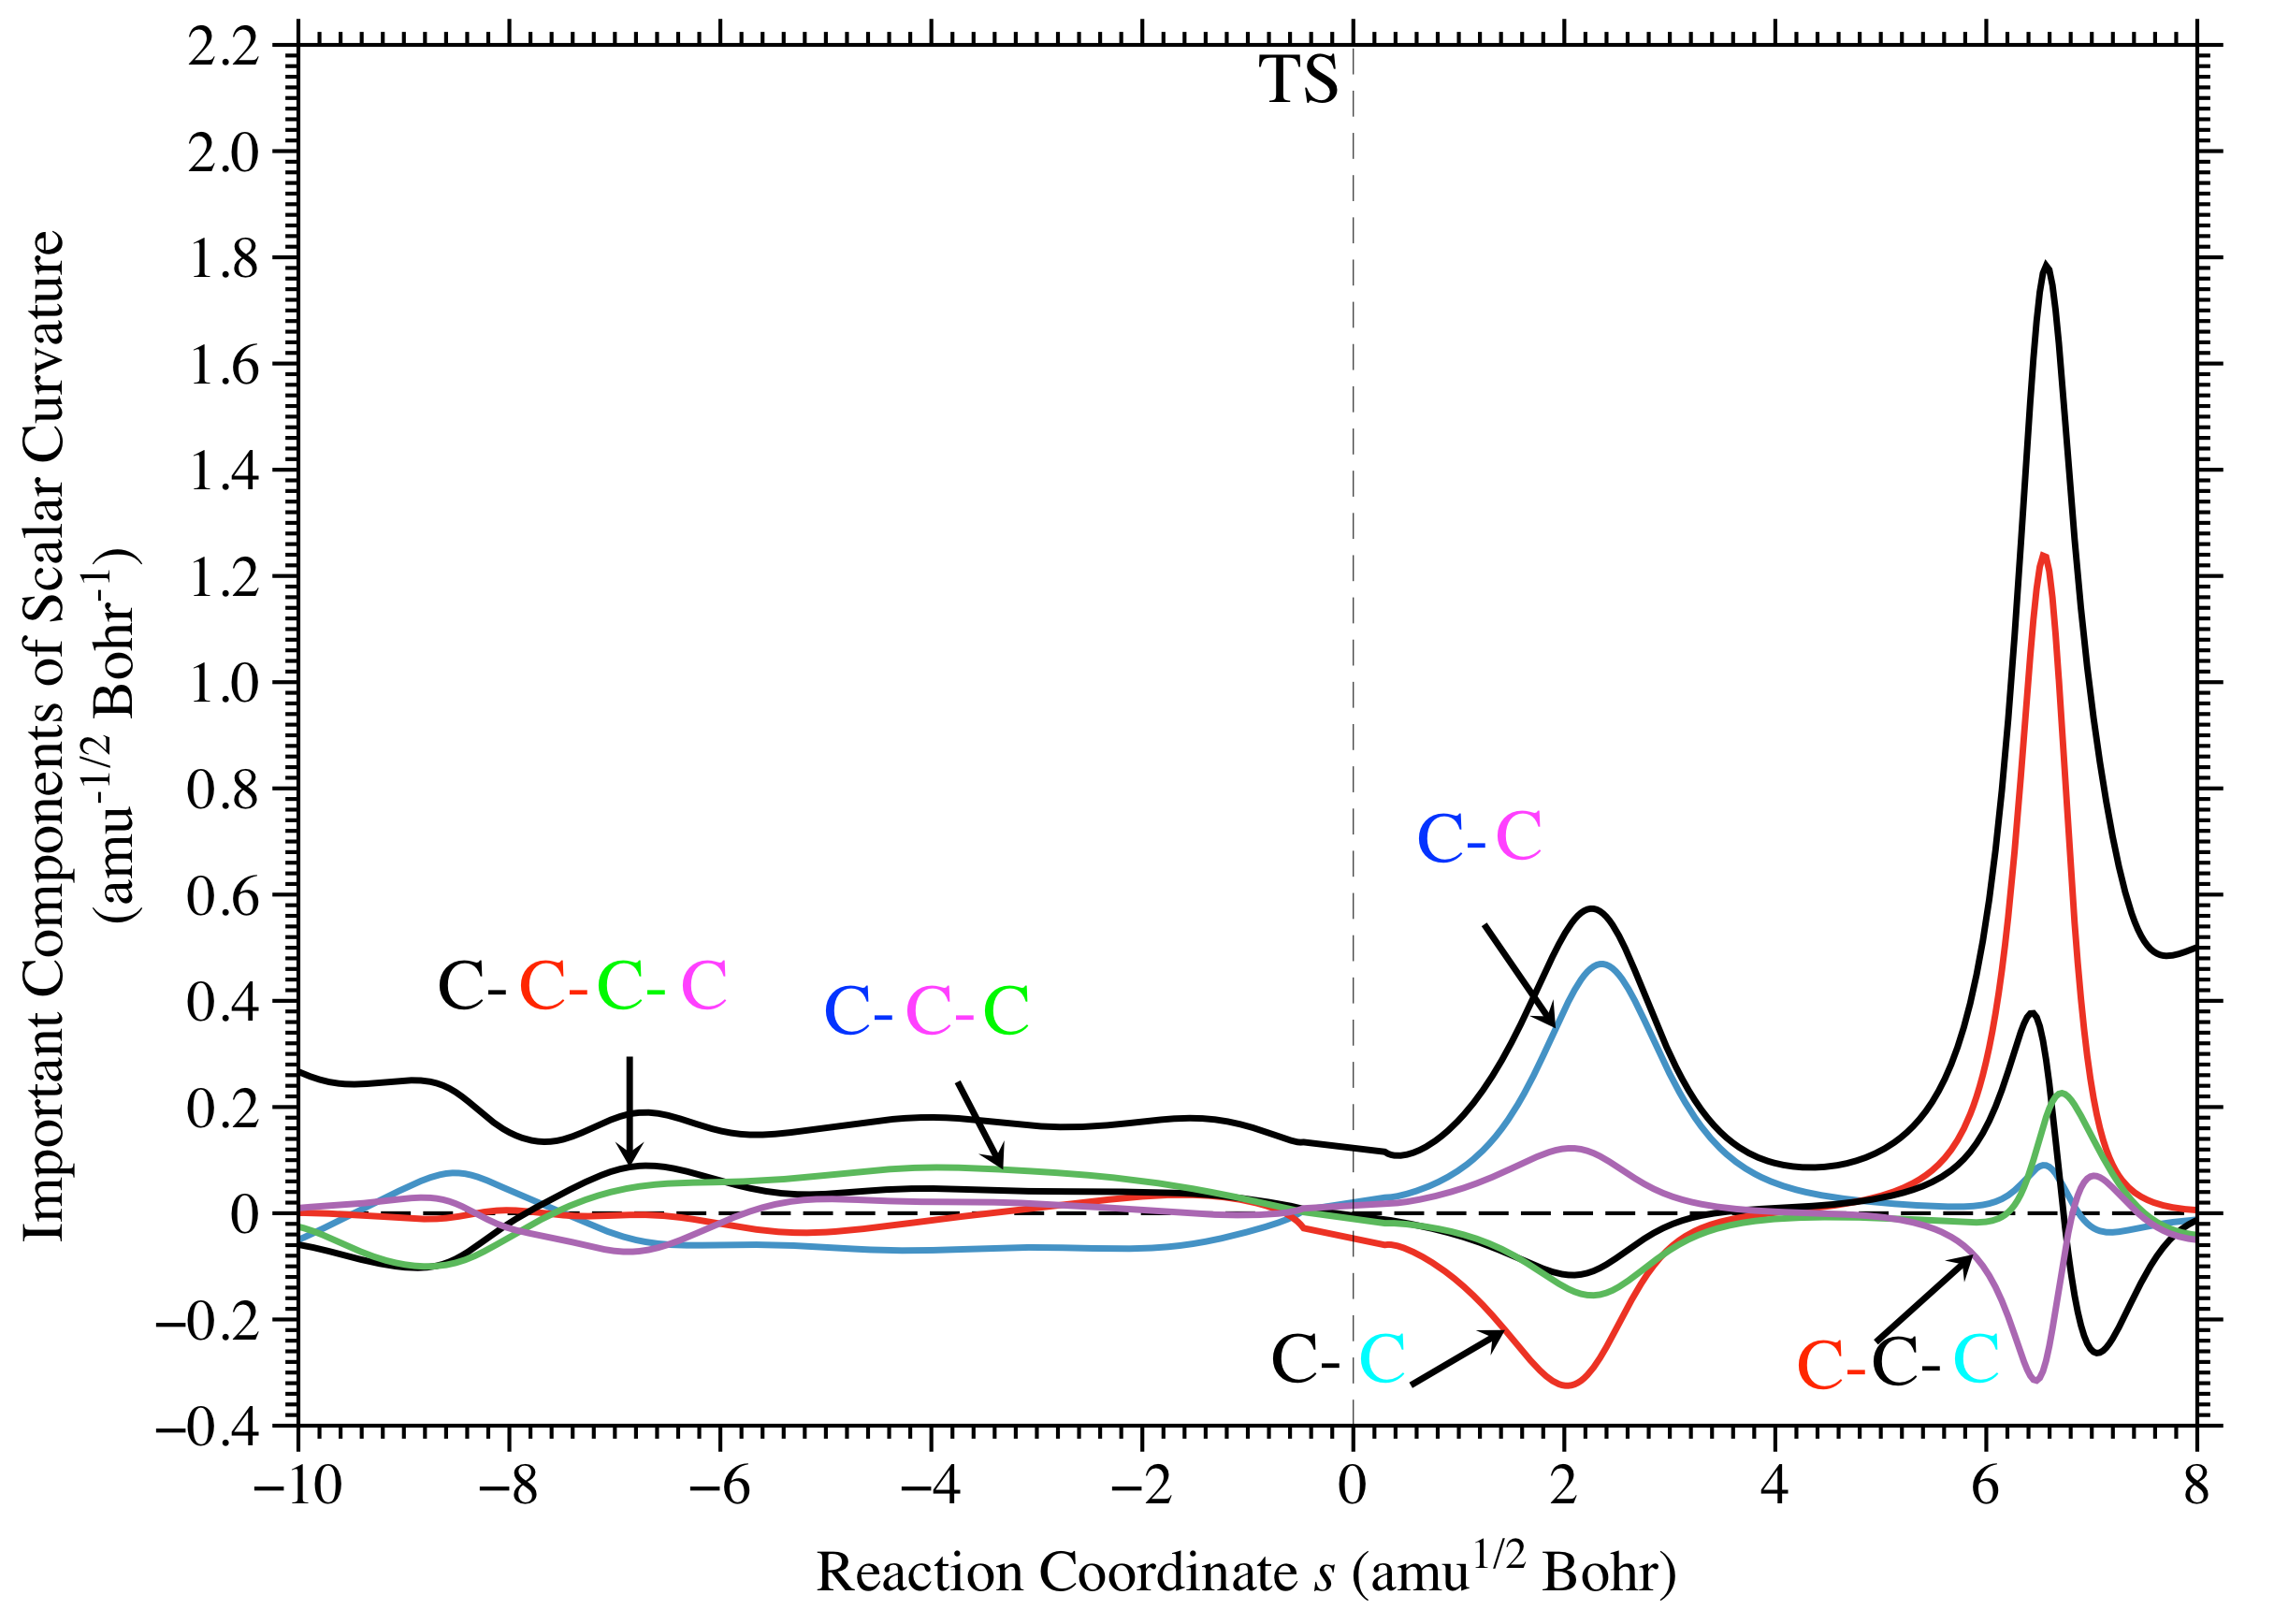 Important Components of Scalar Curvature
(amu⁻¹/² Bohr⁻¹)
2.2
2.0
1.8
1.6
1.4
1.2
1.0
0.8
0.6
0.4
0.2
0
−0.2
−0.4
TS
C-C
C-C-C-C
C-C-C
C-C
C-C-C
−10 −8 −6 −4 −2 0 2 4 6 8
Reaction Coordinate s (amu¹/² Bohr)